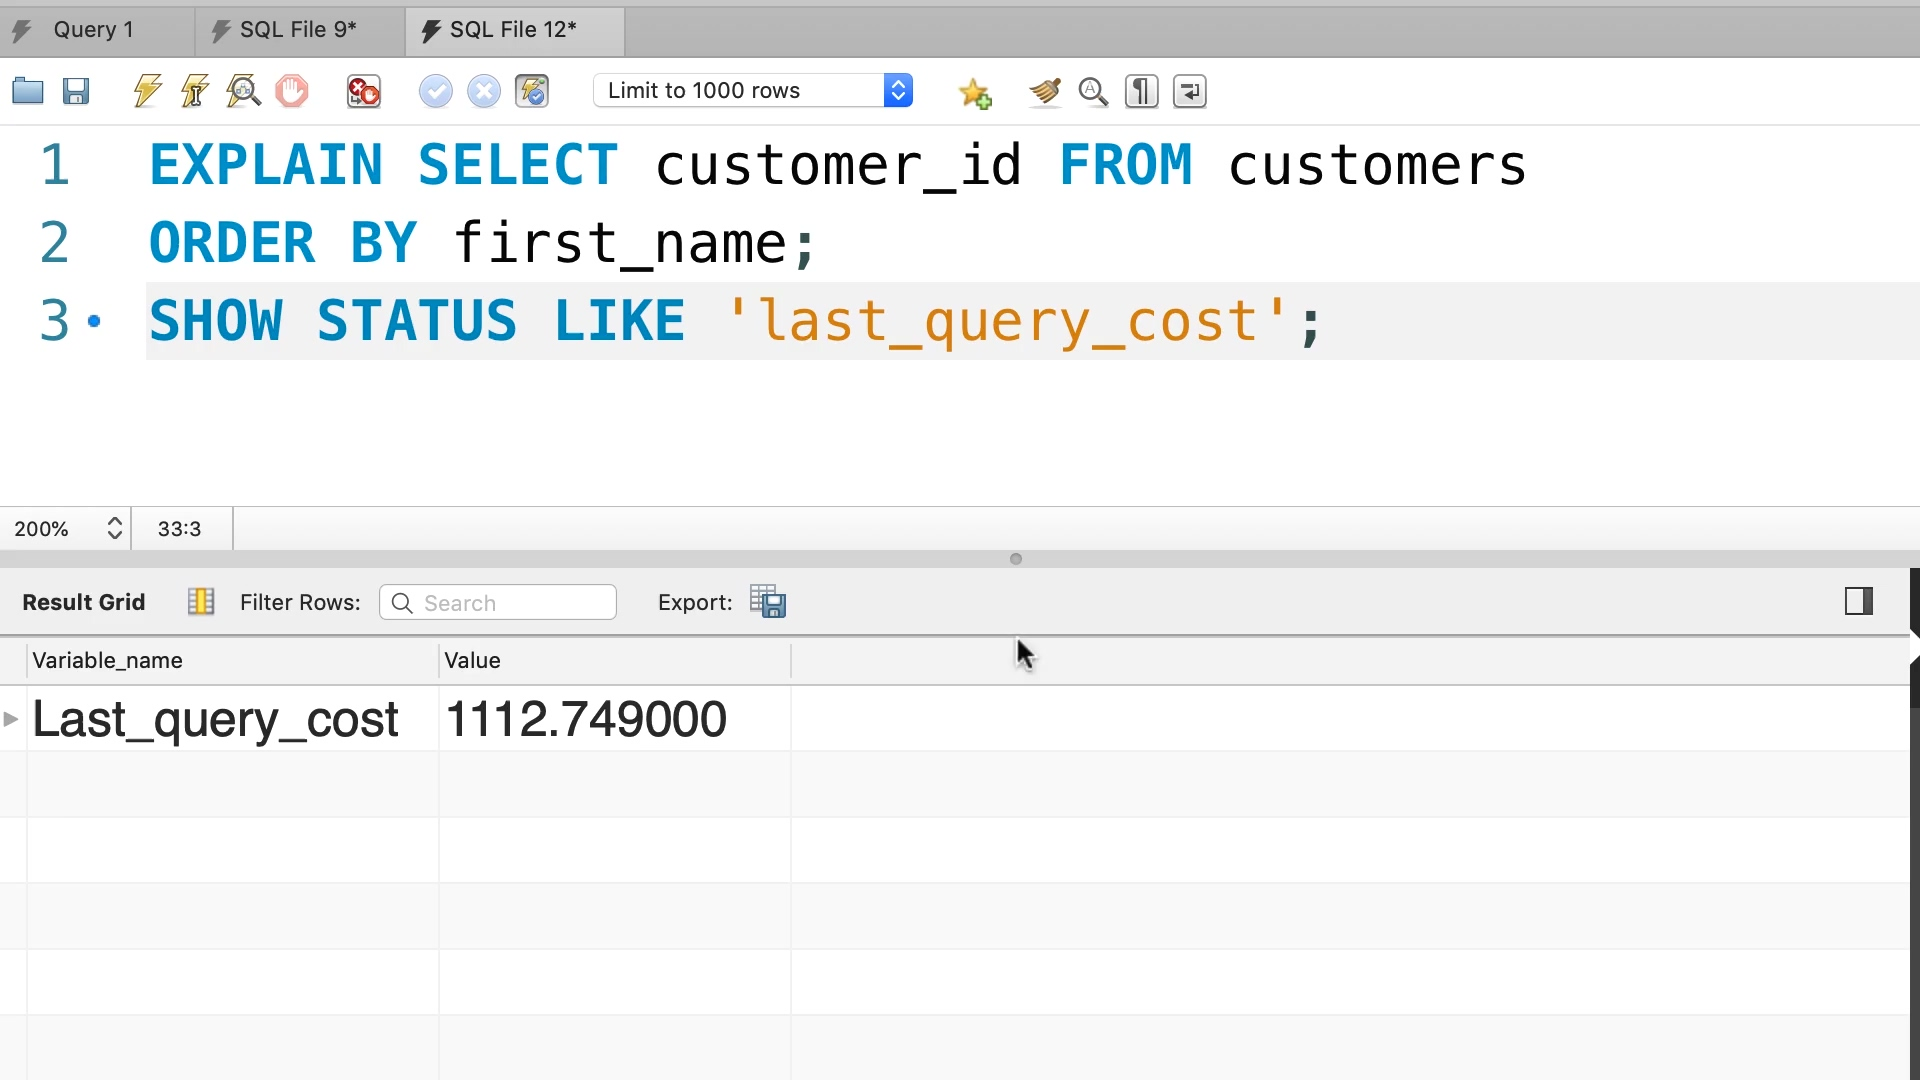 Query 1
SQL File 9*
SQL File 12*
Limit to 1000 rows
1 EXPLAIN SELECT customer_id FROM customers
2 ORDER BY first_name;
3 SHOW STATUS LIKE 'last_query_cost';
200% 33:3
Result Grid Filter Rows: Search Export:
Variable_name Value
Last_query_cost 1112.749000